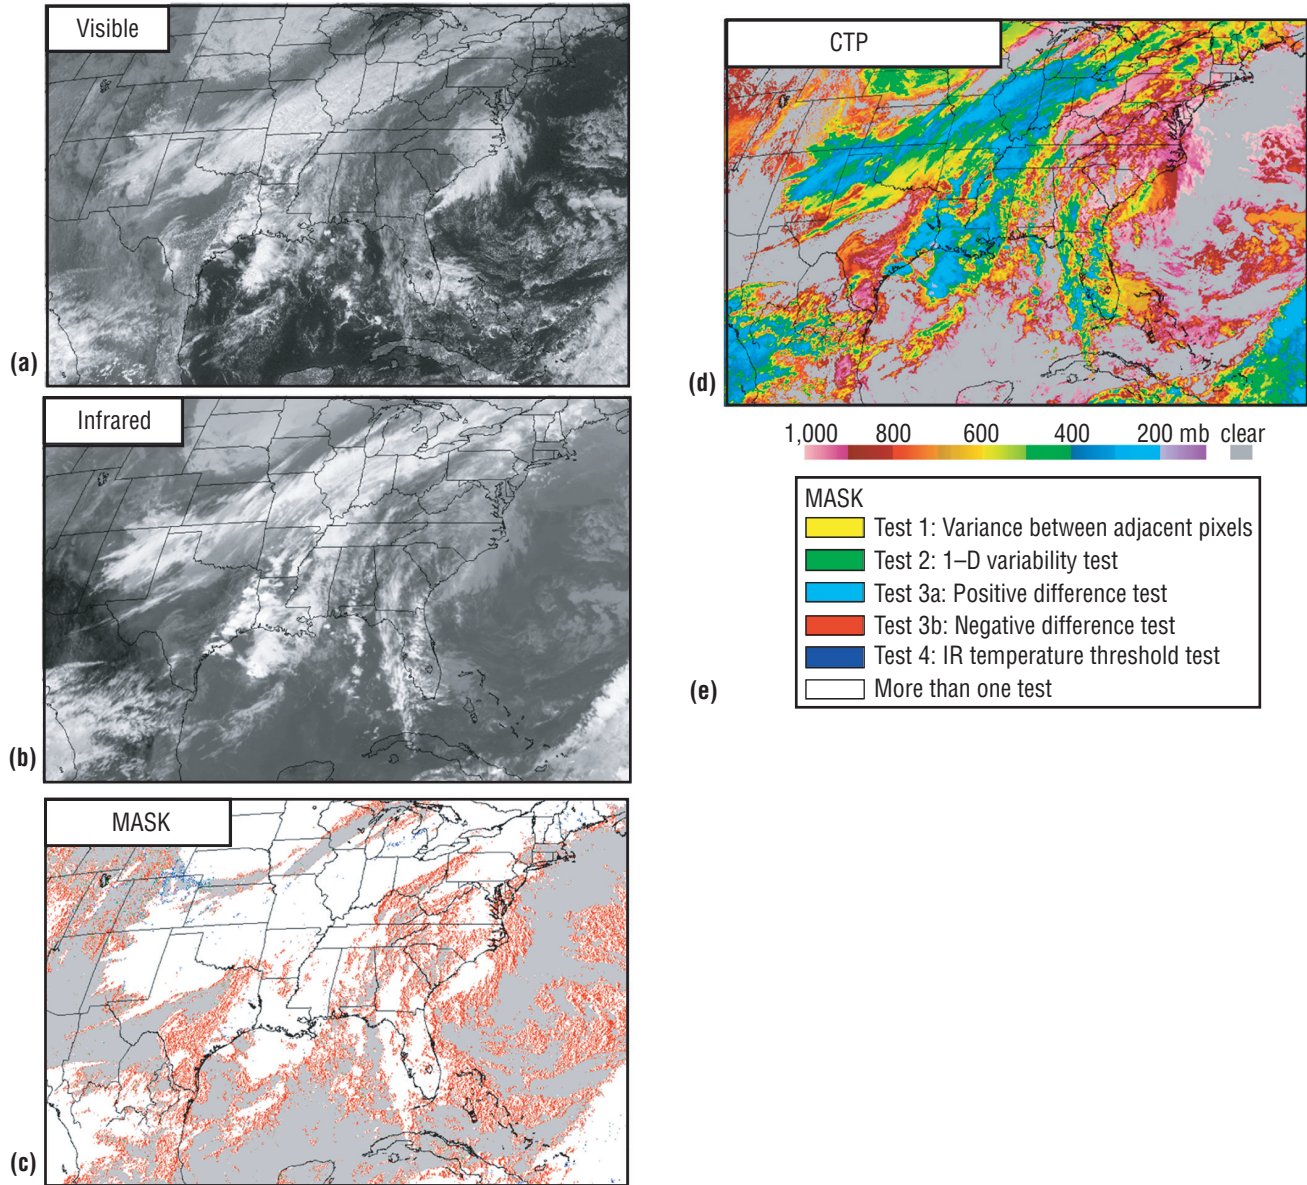 Visible
(a)
Infrared
(b)
MASK
(c)
CTP
(d)
1,000 800 600 400 200 mb clear
MASK
Test 1: Variance between adjacent pixels
Test 2: 1–D variability test
Test 3a: Positive difference test
Test 3b: Negative difference test
Test 4: IR temperature threshold test
More than one test
(e)